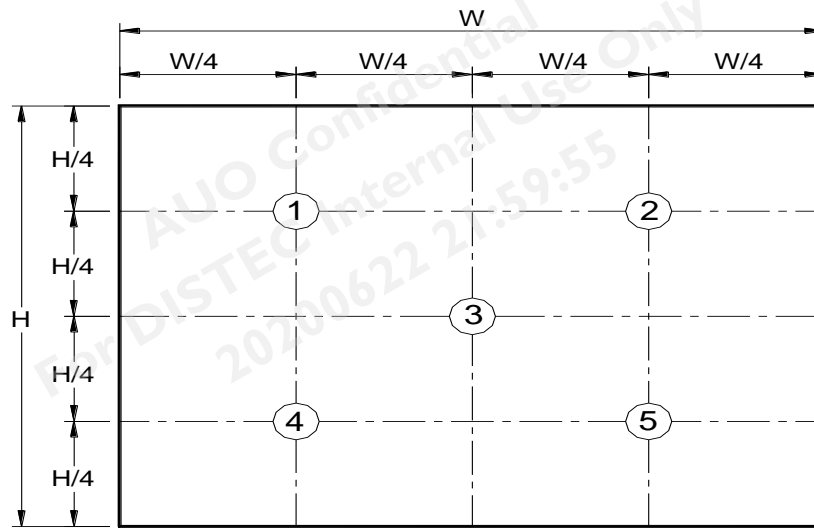 W
W/4 W/4 W/4 W/4
H/4
1 2
H/4
H 3
H/4
4 5
H/4
AUO Confidential
For DISTEC Internal Use Only
20200622 21:59:55